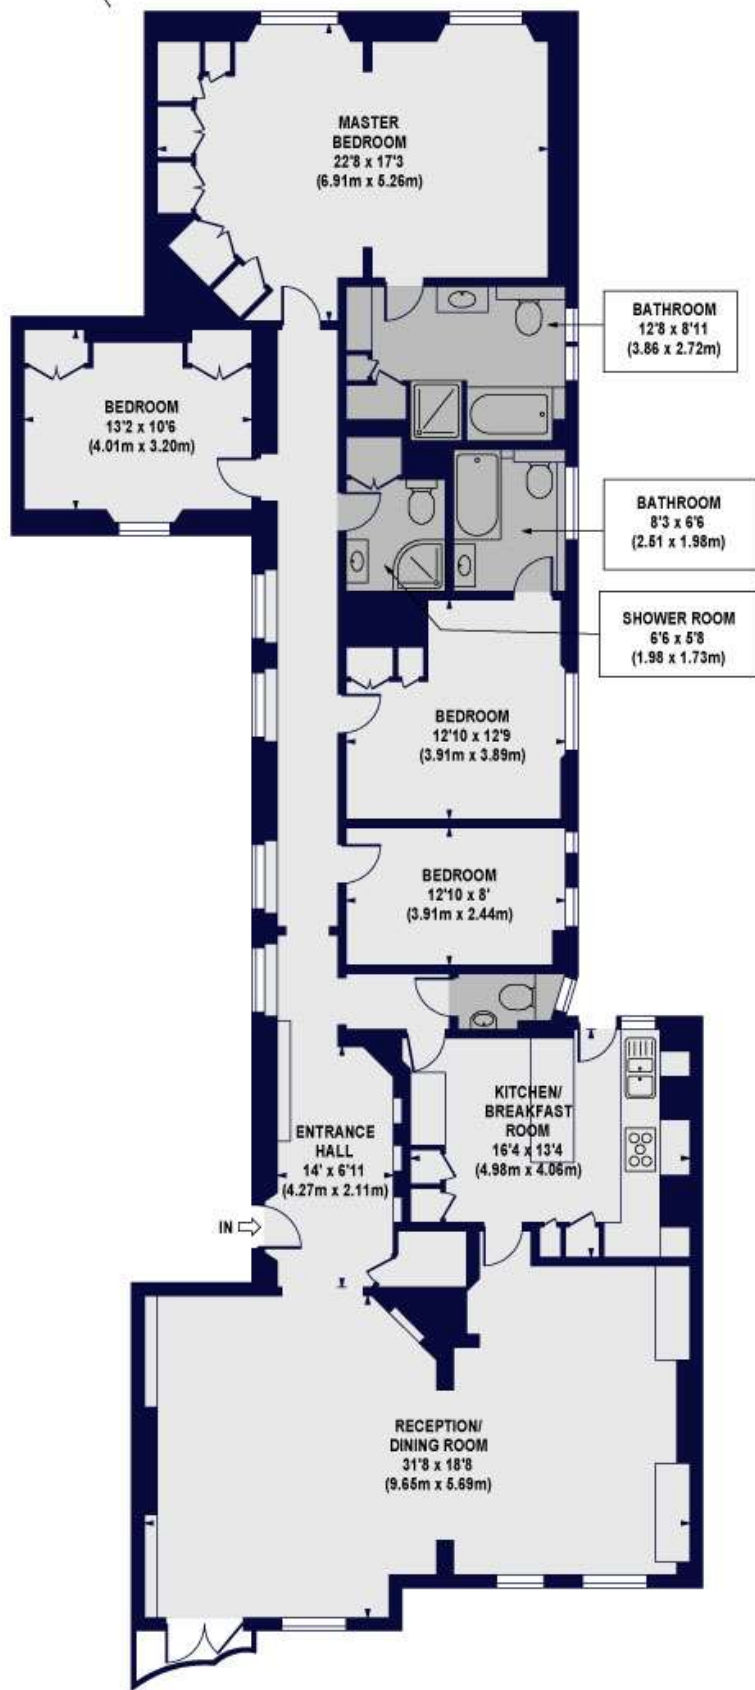 MASTER
BEDROOM
22'8 x 17'3
(6.91m x 5.26m)
BATHROOM
12'8 x 8'11
(3.86 x 2.72m)
BEDROOM
13'2 x 10'6
(4.01m x 3.20m)
BATHROOM
8'3 x 6'6
(2.51 x 1.98m)
SHOWER ROOM
6'6 x 5'8
(1.98 x 1.73m)
BEDROOM
12'10 x 12'9
(3.91m x 3.89m)
BEDROOM
12'10 x 8'
(3.91m x 2.44m)
KITCHEN/
BREAKFAST
ROOM
16'4 x 13'4
(4.98m x 4.06m)
ENTRANCE
HALL
14' x 6'11
(4.27m x 2.11m)
IN
RECEPTION/
DINING ROOM
31'8 x 18'8
(9.65m x 5.69m)